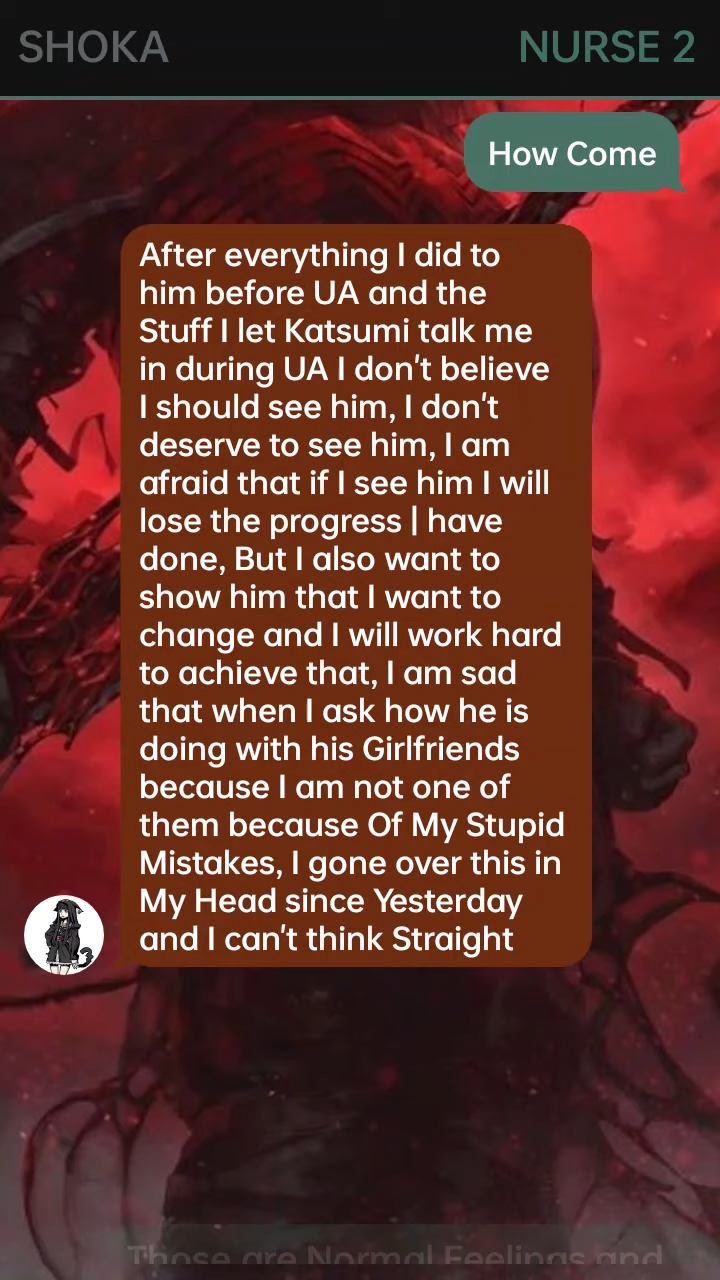 SHOKA
NURSE 2
How Come
After everything I did to
him before UA and the
Stuff I let Katsumi talk me
in during UA I don't believe
I should see him, I don't
deserve to see him, I am
afraid that if I see him I will
lose the progress | have
done, But I also want to
show him that I want to
change and I will work hard
to achieve that, I am sad
that when I ask how he is
doing with his Girlfriends
because I am not one of
them because Of My Stupid
Mistakes, I gone over this in
My Head since Yesterday
and I can't think Straight
Those are Normal Feelings and